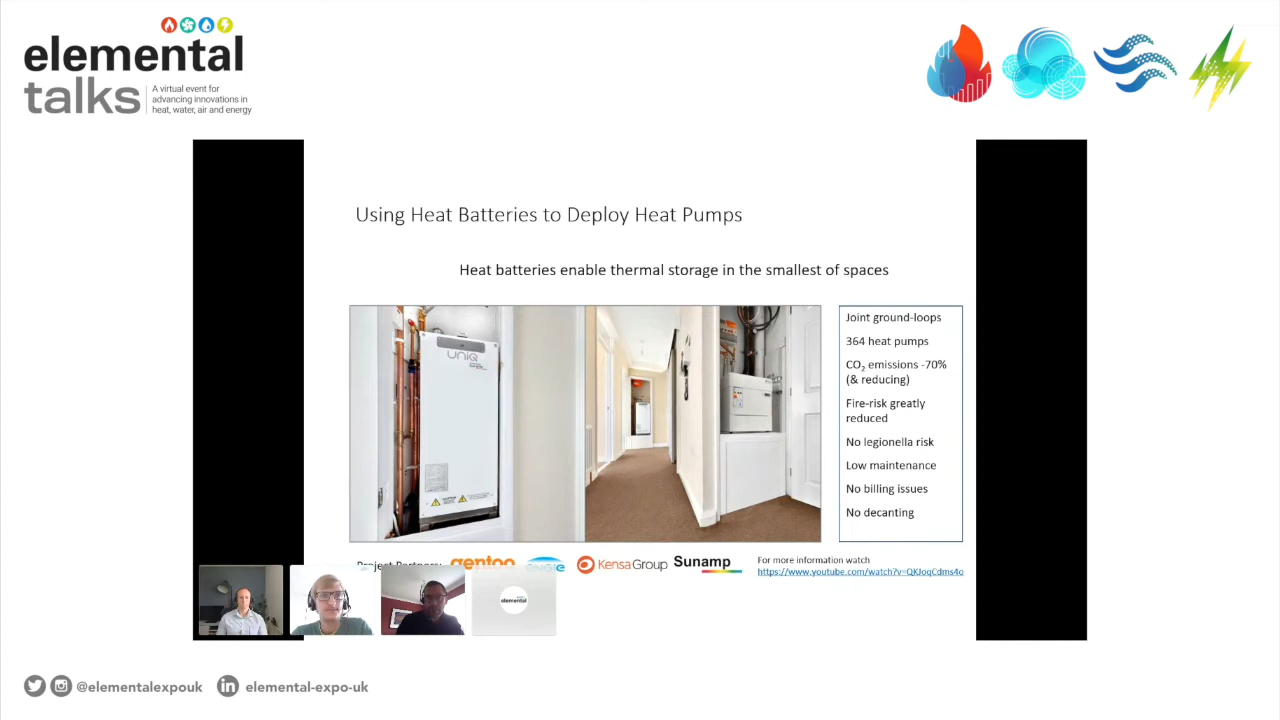 elemental
talks
A virtual event for
advancing innovations in
heat, water, air and energy
Using Heat Batteries to Deploy Heat Pumps
Heat batteries enable thermal storage in the smallest of spaces
UniQ
Joint ground-loops
364 heat pumps
CO₂ emissions -70%
(& reducing)
Fire-risk greatly
reduced
No legionella risk
Low maintenance
No billing issues
No decanting
Project Partners: gentoo KensaGroup Sunamp
For more information watch
https://www.youtube.com/watch?v=QKJoqCdms4o
elemental
@elementalexpouk elemental-expo-uk